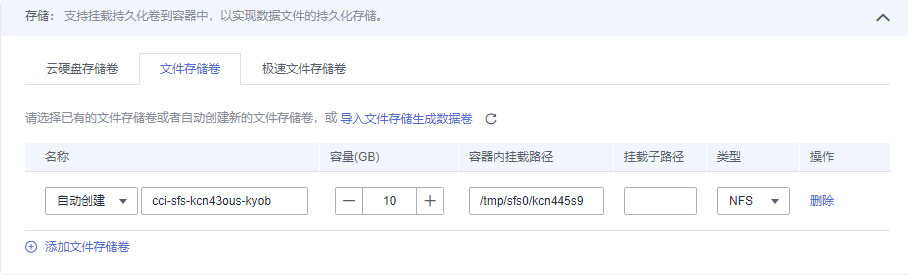 存储： 支持挂载持久化卷到容器中，以实现数据文件的持久化存储。
云硬盘存储卷 文件存储卷 极速文件存储卷
请选择已有的文件存储卷或者自动创建新的文件存储卷，或 导入文件存储生成数据卷
名称 容量(GB) 容器内挂载路径 挂载子路径 类型 操作
自动创建 cci-sfs-kcn43ous-kyob — 10 + /tmp/sfs0/kcn445s9 NFS 删除
添加文件存储卷